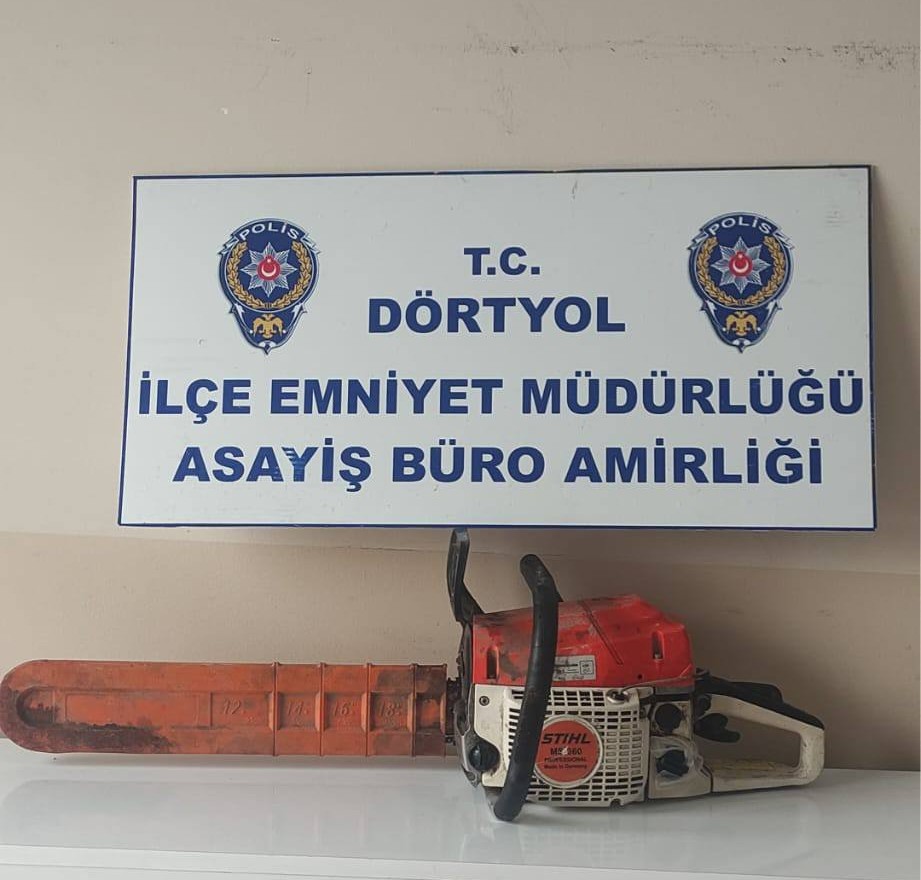 POLİS
POLİS
T.C.
DÖRTYOL
İLÇE EMNİYET MÜDÜRLÜĞÜ
ASAYİŞ BÜRO AMİRLİĞİ
12"
14"
16"
18"
STIHL
PROFESSIONAL
Made in Germany